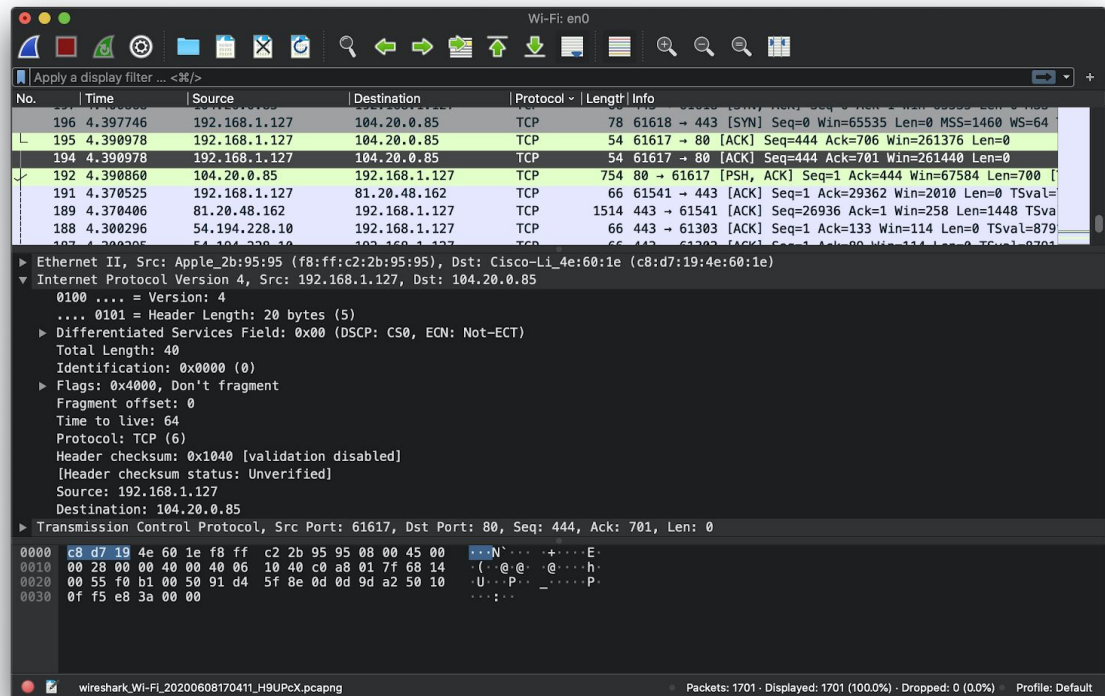 Wi-Fi: en0
Apply a display filter ... <⌘/>
+
No. Time Source Destination Protocol Length Info
196 4.397746 192.168.1.127 104.20.0.85 TCP 78 61618 → 443 [SYN] Seq=0 Win=65535 Len=0 MSS=1460 WS=64
195 4.390978 192.168.1.127 104.20.0.85 TCP 54 61617 → 80 [ACK] Seq=444 Ack=706 Win=261376 Len=0
194 4.390978 192.168.1.127 104.20.0.85 TCP 54 61617 → 80 [ACK] Seq=444 Ack=701 Win=261440 Len=0
192 4.390860 104.20.0.85 192.168.1.127 TCP 754 80 → 61617 [PSH, ACK] Seq=1 Ack=444 Win=67584 Len=700 [
191 4.370525 192.168.1.127 81.20.48.162 TCP 66 61541 → 443 [ACK] Seq=1 Ack=29362 Win=2010 Len=0 TSval=
189 4.370406 81.20.48.162 192.168.1.127 TCP 1514 443 → 61541 [ACK] Seq=26936 Ack=1 Win=258 Len=1448 TSva
188 4.300296 54.194.228.10 192.168.1.127 TCP 66 443 → 61303 [ACK] Seq=1 Ack=133 Win=114 Len=0 TSval=879
Ethernet II, Src: Apple_2b:95:95 (f8:ff:c2:2b:95:95), Dst: Cisco-Li_4e:60:1e (c8:d7:19:4e:60:1e)
Internet Protocol Version 4, Src: 192.168.1.127, Dst: 104.20.0.85
0100 .... = Version: 4
.... 0101 = Header Length: 20 bytes (5)
Differentiated Services Field: 0x00 (DSCP: CS0, ECN: Not-ECT)
Total Length: 40
Identification: 0x0000 (0)
Flags: 0x4000, Don't fragment
Fragment offset: 0
Time to live: 64
Protocol: TCP (6)
Header checksum: 0x1040 [validation disabled]
[Header checksum status: Unverified]
Source: 192.168.1.127
Destination: 104.20.0.85
Transmission Control Protocol, Src Port: 61617, Dst Port: 80, Seq: 444, Ack: 701, Len: 0
0000 c8 d7 19 4e 60 1e f8 ff c2 2b 95 95 08 00 45 00 ···N`··· ·+····E·
0010 00 28 00 00 40 00 40 06 10 40 c0 a8 01 7f 68 14 ·(··@·@· ·@····h·
0020 00 55 f0 b1 00 50 91 d4 5f 8e 0d 0d 9d a2 50 10 ·U···P·· _·····P·
0030 0f f5 e8 3a 00 00 ···:··
wireshark_Wi-Fi_20200608170411_H9UPcX.pcapng
Packets: 1701 · Displayed: 1701 (100.0%) · Dropped: 0 (0.0%)
Profile: Default